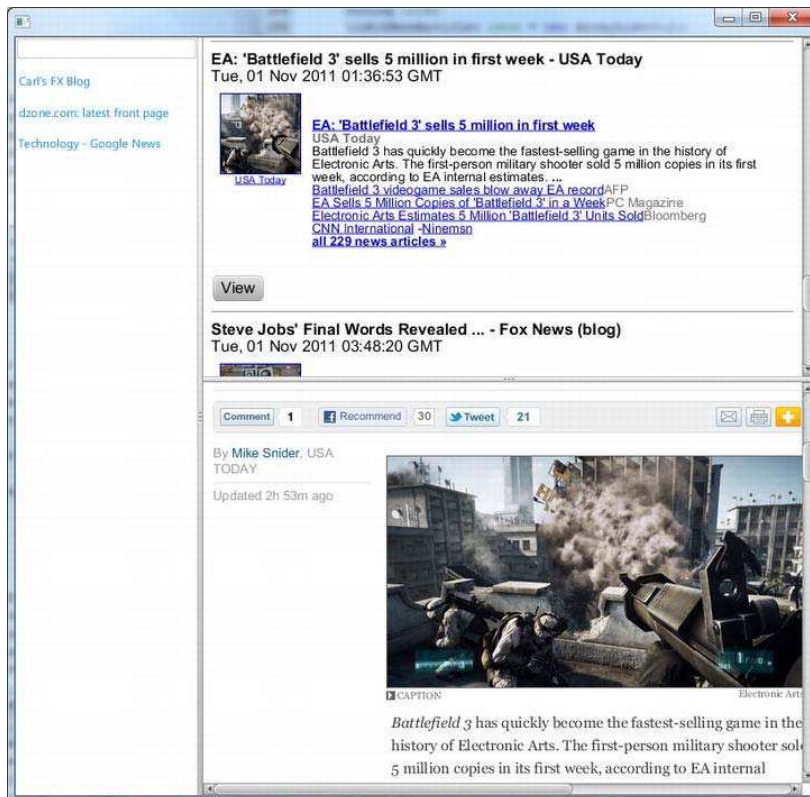 Carl's FX Blog
dzone.com: latest front page
Technology - Google News
EA: 'Battlefield 3' sells 5 million in first week - USA Today
Tue, 01 Nov 2011 01:36:53 GMT
USA Today
EA: 'Battlefield 3' sells 5 million in first week
USA Today
Battlefield 3 has quickly become the fastest-selling game in the history of
Electronic Arts. The first-person military shooter sold 5 million copies in its first
week, according to EA internal estimates. ...
Battlefield 3 videogame sales blow away EA recordAFP
EA Sells 5 Million Copies of 'Battlefield 3' in a WeekPC Magazine
Electronic Arts Estimates 5 Million 'Battlefield 3' Units SoldBloomberg
CNN International -Ninemsn
all 229 news articles »
View
Steve Jobs' Final Words Revealed ... - Fox News (blog)
Tue, 01 Nov 2011 03:48:20 GMT
Comment 1 Recommend 30 Tweet 21
By Mike Snider, USA
TODAY
Updated 2h 53m ago
CAPTION Electronic Arts
Battlefield 3 has quickly become the fastest-selling game in the
history of Electronic Arts. The first-person military shooter sol
5 million copies in its first week, according to EA internal